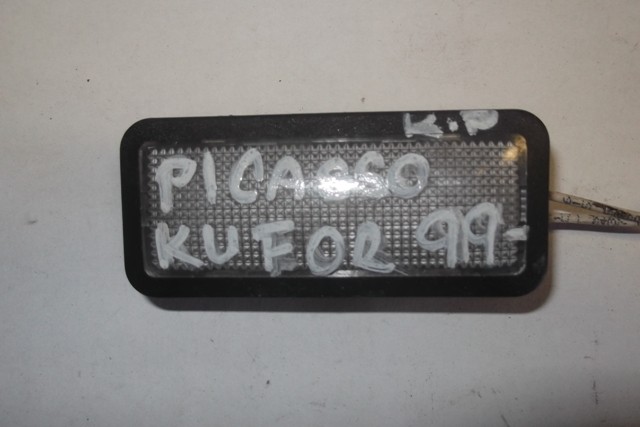 K.D
PICASSO
KUFOR 99-